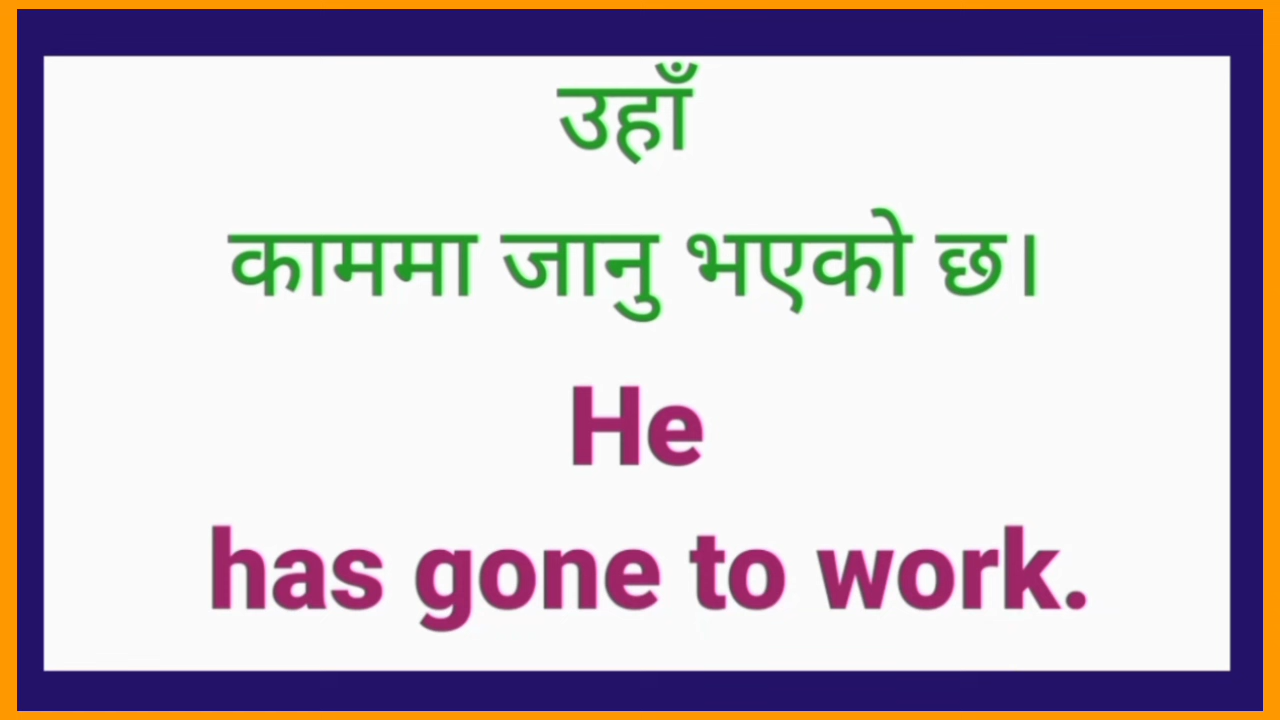 उहाँ
काममा जानु भएको छ।
He
has gone to work.